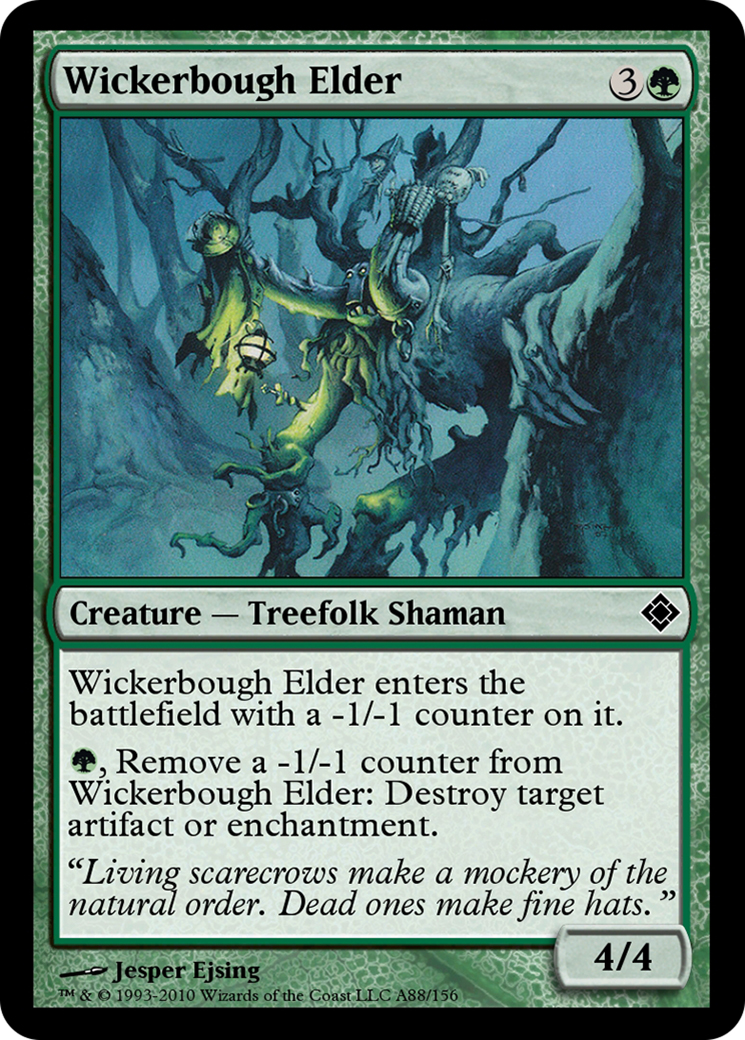 Wickerbough Elder 3
Creature — Treefolk Shaman
Wickerbough Elder enters the
battlefield with a -1/-1 counter on it.
, Remove a -1/-1 counter from
Wickerbough Elder: Destroy target
artifact or enchantment.
“Living scarecrows make a mockery of the
natural order. Dead ones make fine hats.”
4/4
Jesper Ejsing
™ & © 1993-2010 Wizards of the Coast LLC A88/156